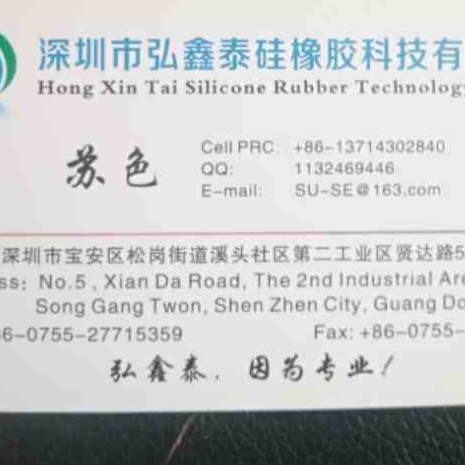 深圳市弘鑫泰硅橡胶科技有
Hong Xin Tai Silicone Rubber Technology
苏色
Cell PRC: +86-13714302840
QQ: 1132469446
E-mail: SU-SE@163.com
深圳市宝安区松岗街道溪头社区第二工业区贤达路5
ss: No.5 , Xian Da Road, The 2nd Industrial Are
Song Gang Twon, Shen Zhen City, Guang Do
86-0755-27715359 Fax: +86-0755-
弘鑫泰，因为专业！